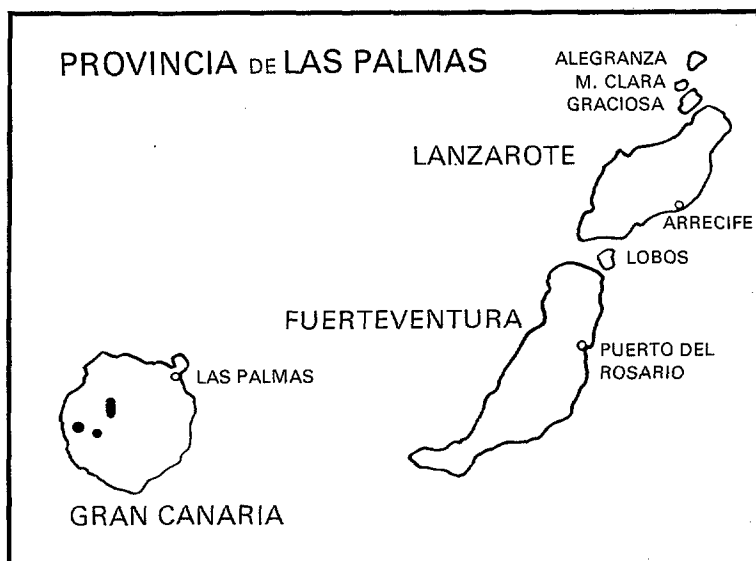 PROVINCIA DE LAS PALMAS
ALEGRANZA
M. CLARA
GRACIOSA
LANZAROTE
ARRECIFE
LOBOS
FUERTEVENTURA
PUERTO DEL
ROSARIO
LAS PALMAS
GRAN CANARIA